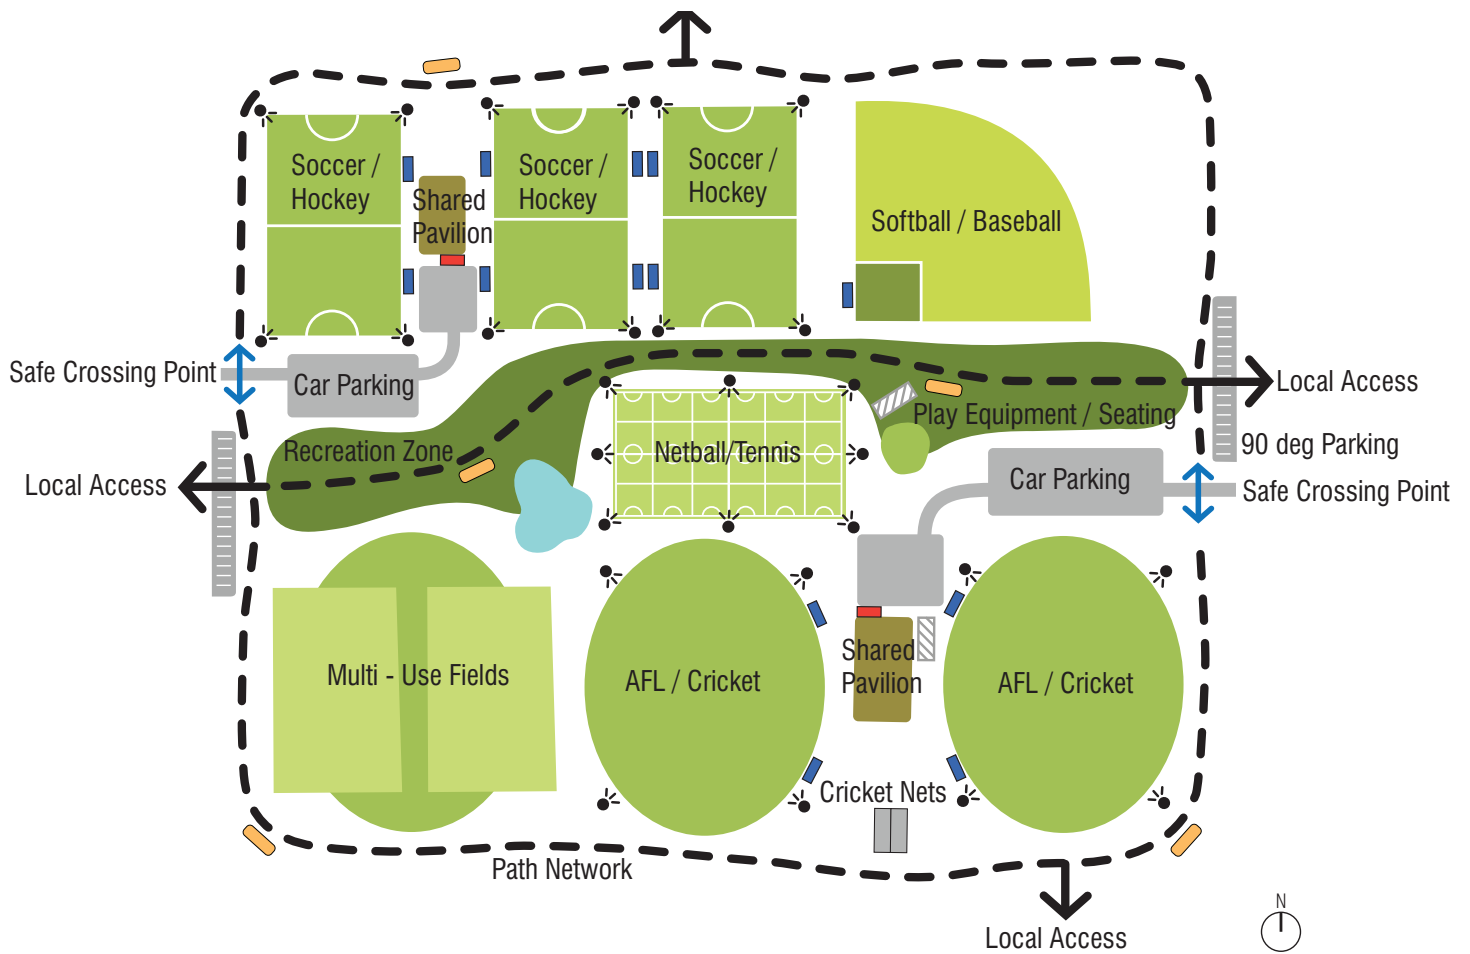 Soccer /
Hockey
Shared
Pavilion
Soccer /
Hockey
Soccer /
Hockey
Softball / Baseball
Safe Crossing Point
Car Parking
Local Access
Play Equipment / Seating
Recreation Zone
Netball/Tennis
90 deg Parking
Local Access
Car Parking
Safe Crossing Point
Multi - Use Fields
AFL / Cricket
Shared
Pavilion
AFL / Cricket
Cricket Nets
Path Network
Local Access
N